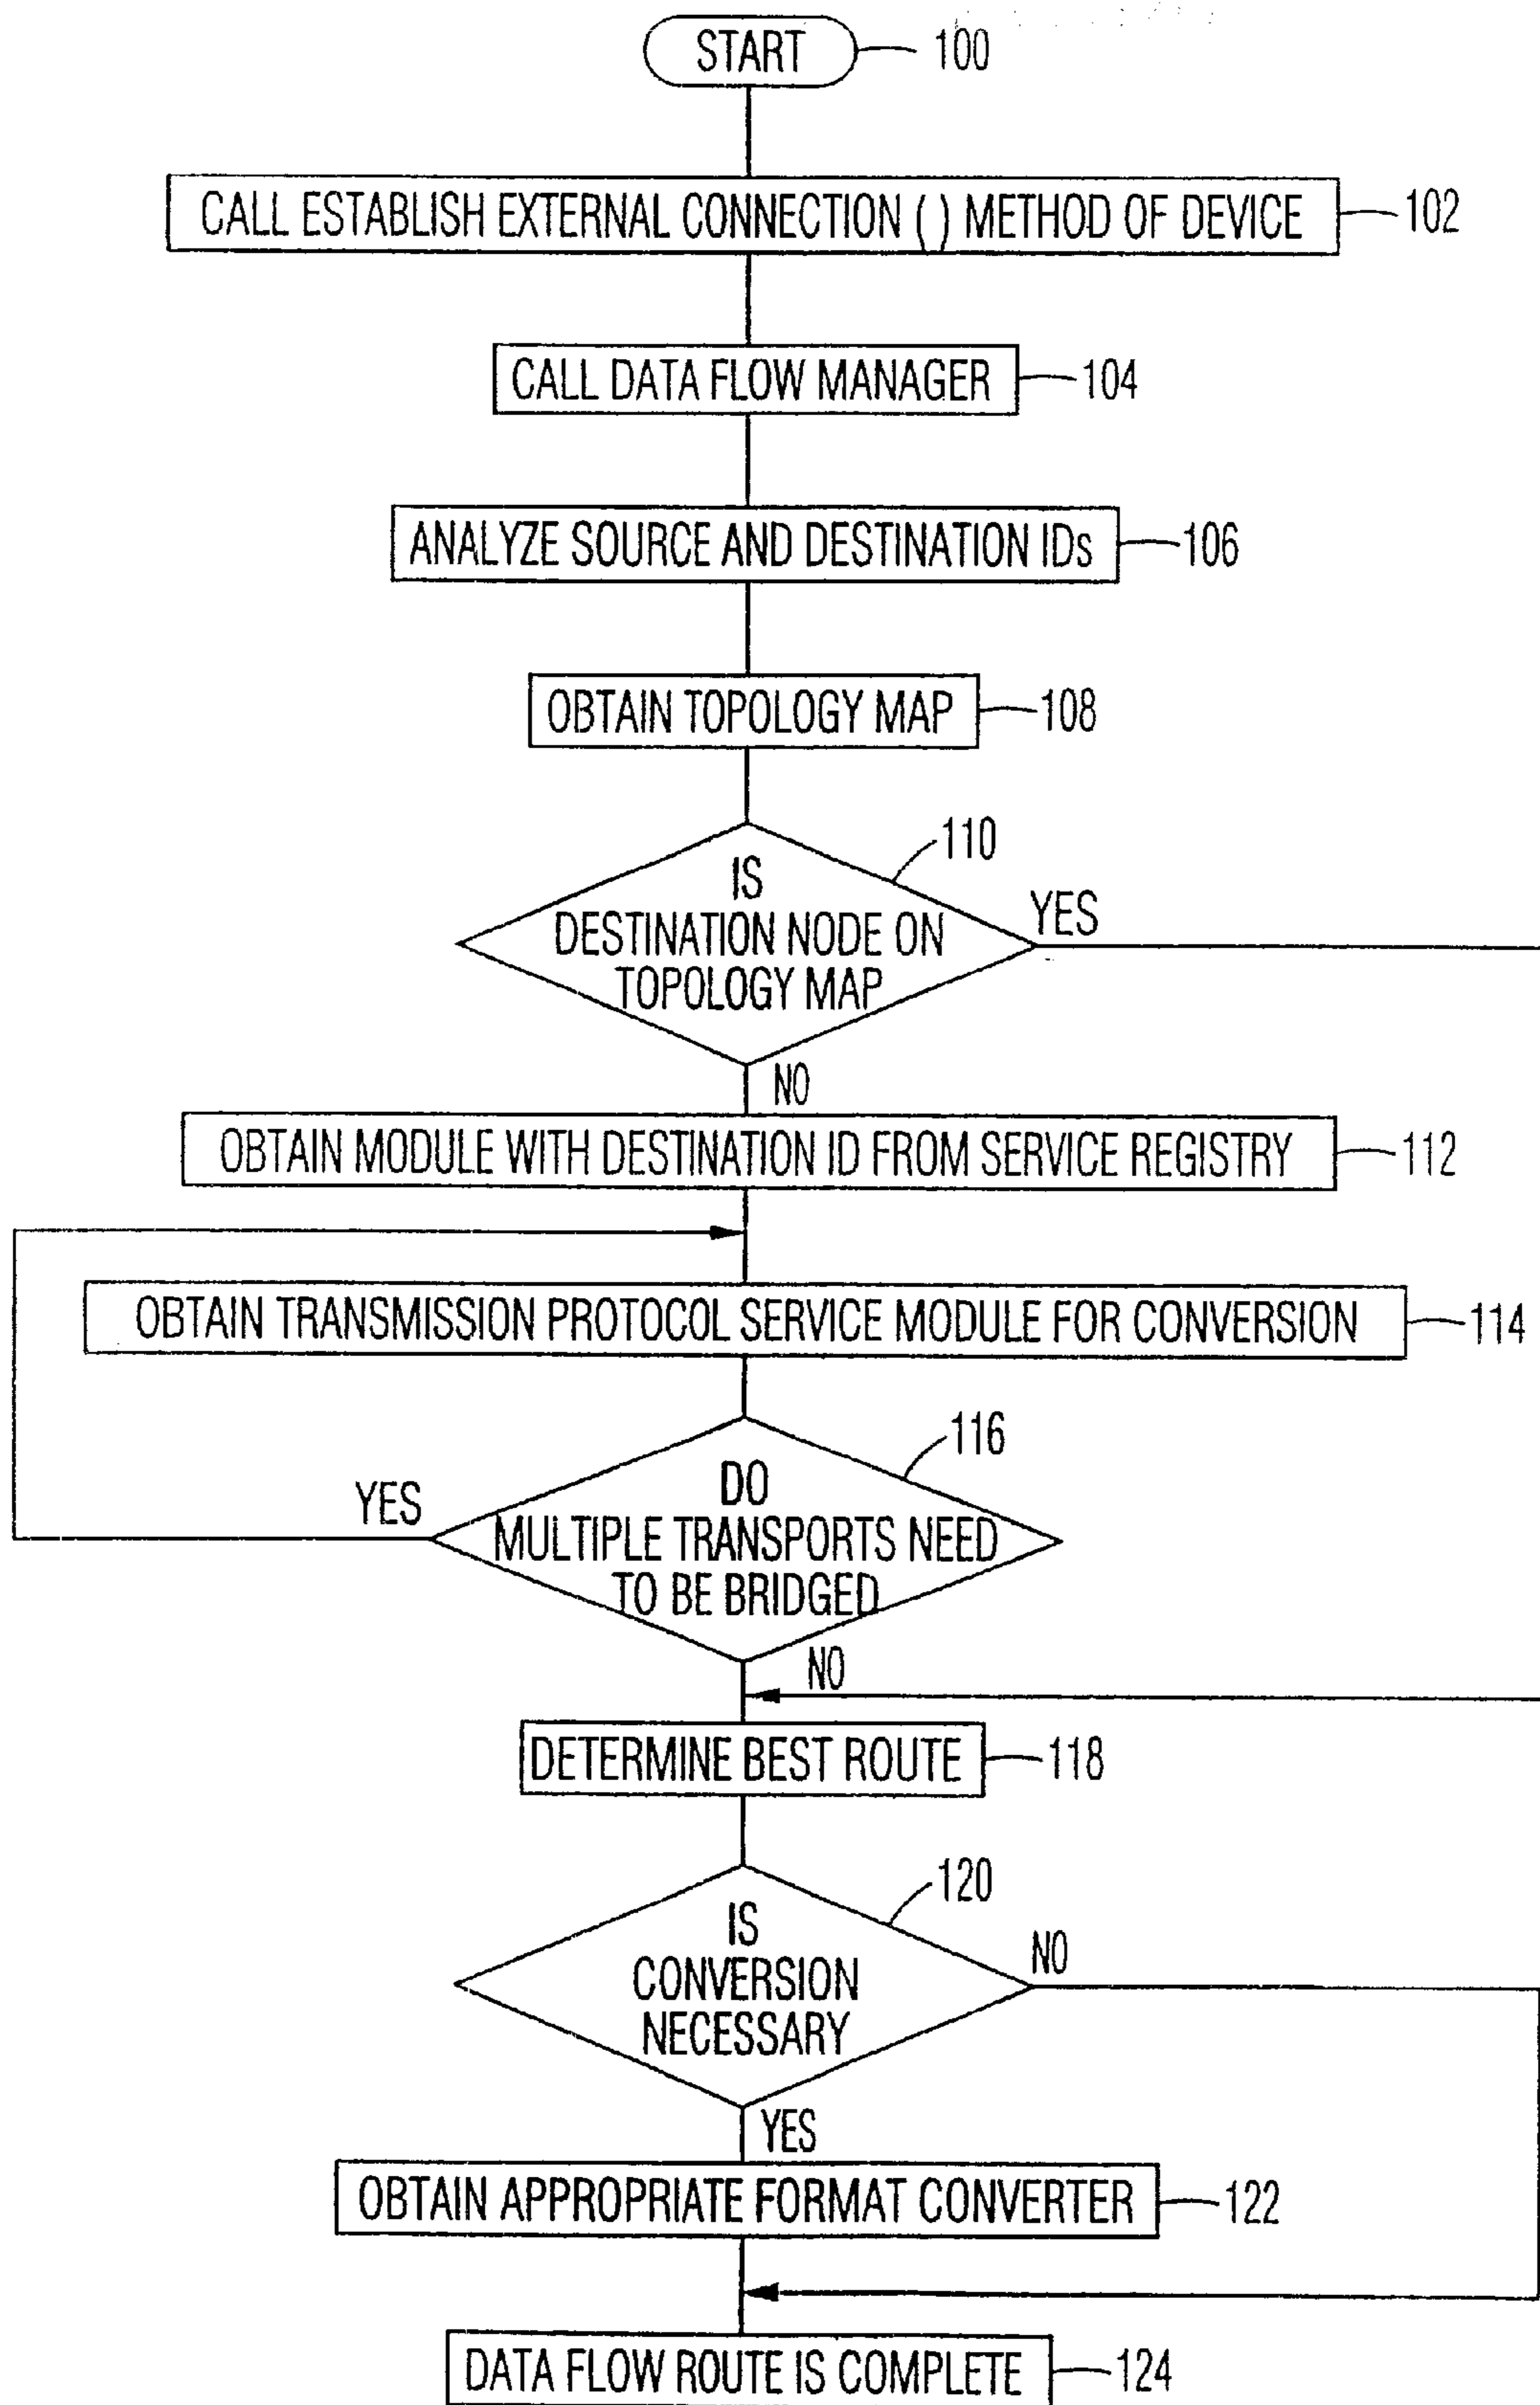 START 100
CALL ESTABLISH EXTERNAL CONNECTION ( ) METHOD OF DEVICE 102
CALL DATA FLOW MANAGER 104
ANALYZE SOURCE AND DESTINATION IDs 106
OBTAIN TOPOLOGY MAP 108
110
IS
DESTINATION NODE ON
TOPOLOGY MAP
YES
NO
OBTAIN MODULE WITH DESTINATION ID FROM SERVICE REGISTRY 112
OBTAIN TRANSMISSION PROTOCOL SERVICE MODULE FOR CONVERSION 114
116
DO
MULTIPLE TRANSPORTS NEED
TO BE BRIDGED
YES
NO
DETERMINE BEST ROUTE 118
120
IS
CONVERSION
NECESSARY
NO
YES
OBTAIN APPROPRIATE FORMAT CONVERTER 122
DATA FLOW ROUTE IS COMPLETE 124